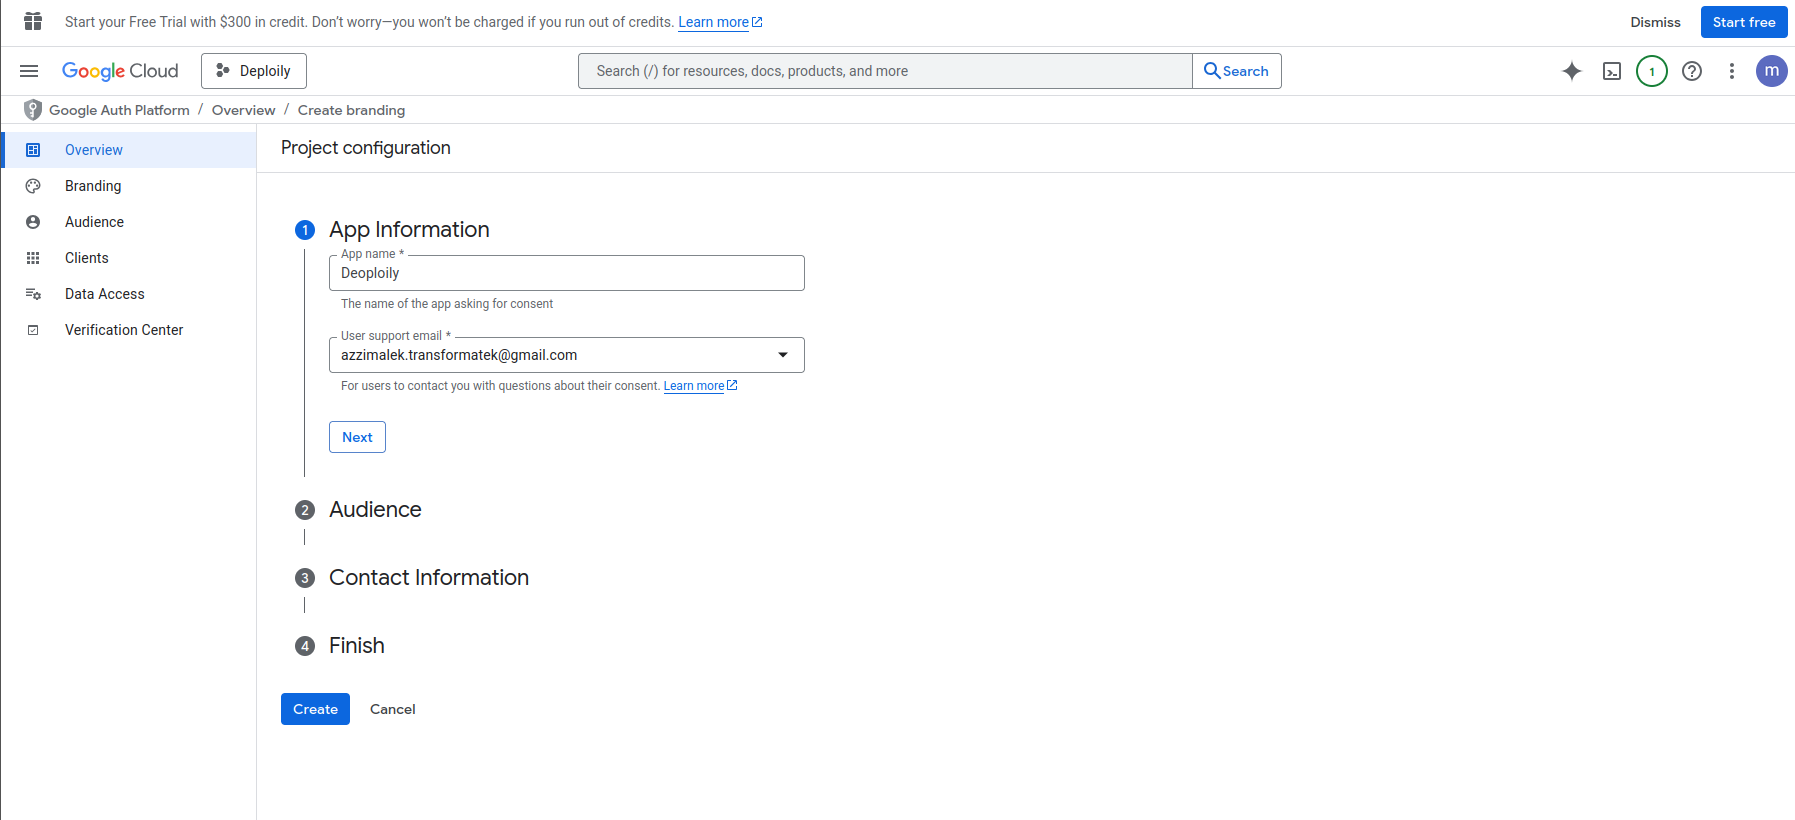 Start your Free Trial with $300 in credit. Don’t worry—you won’t be charged if you run out of credits. Learn more
Dismiss
Start free
Google Cloud
Deploily
Search (/) for resources, docs, products, and more
Search
1
m
Google Auth Platform / Overview / Create branding
Overview
Branding
Audience
Clients
Data Access
Verification Center
Project configuration
1 App Information
App name *
Deoploily
The name of the app asking for consent
User support email *
azzimalek.transformatek@gmail.com
For users to contact you with questions about their consent. Learn more
Next
2 Audience
3 Contact Information
4 Finish
Create
Cancel